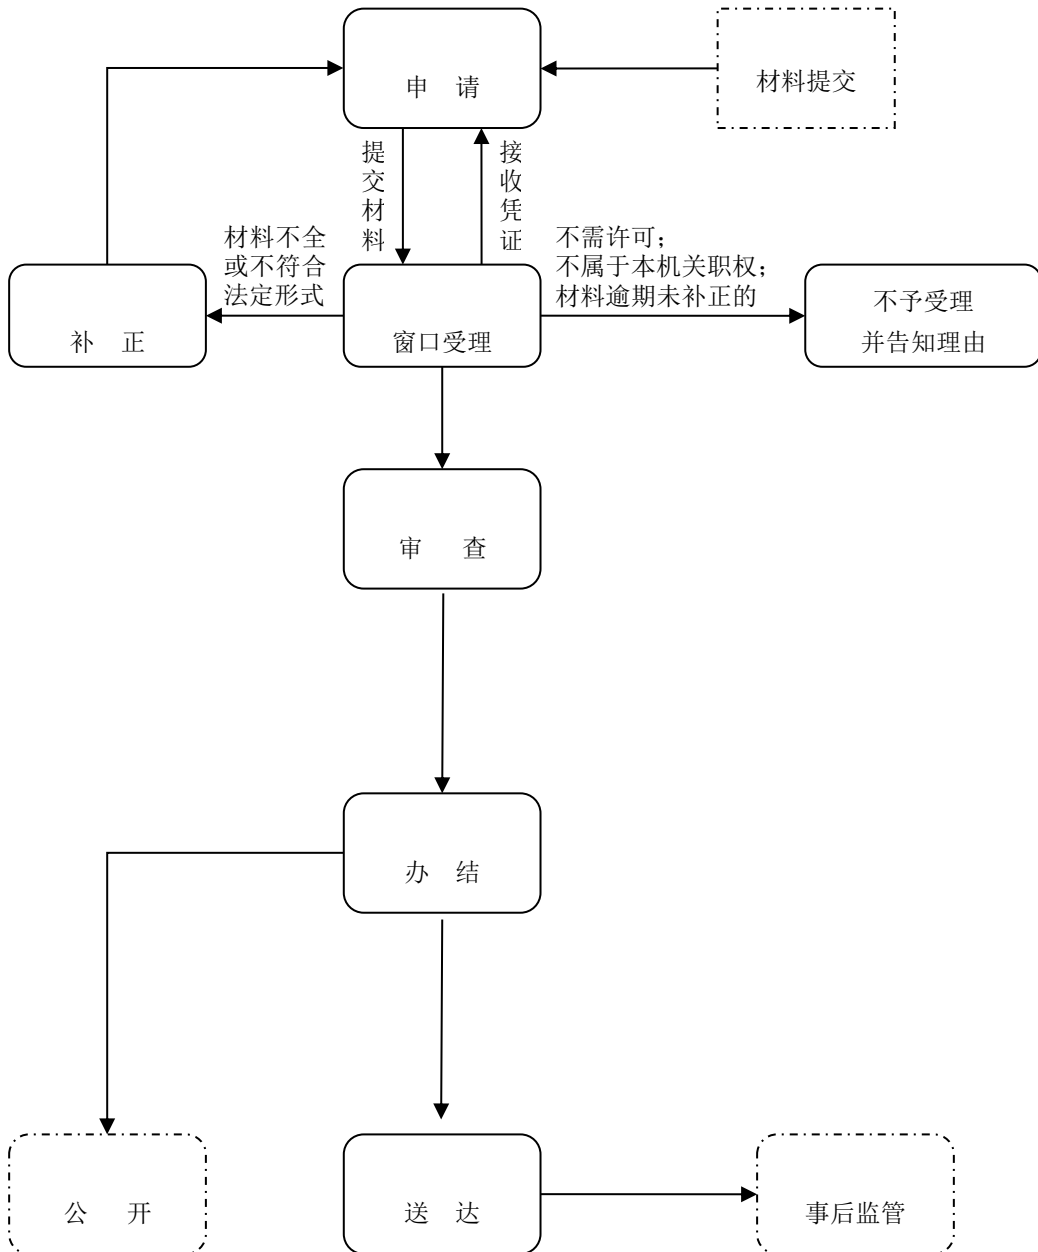 申 请
材料提交
提交材料
接收凭证
材料不全
或不符合
法定形式
不需许可；
不属于本机关职权；
材料逾期未补正的
补 正
窗口受理
不予受理
并告知理由
审 查
办 结
公 开
送 达
事后监管